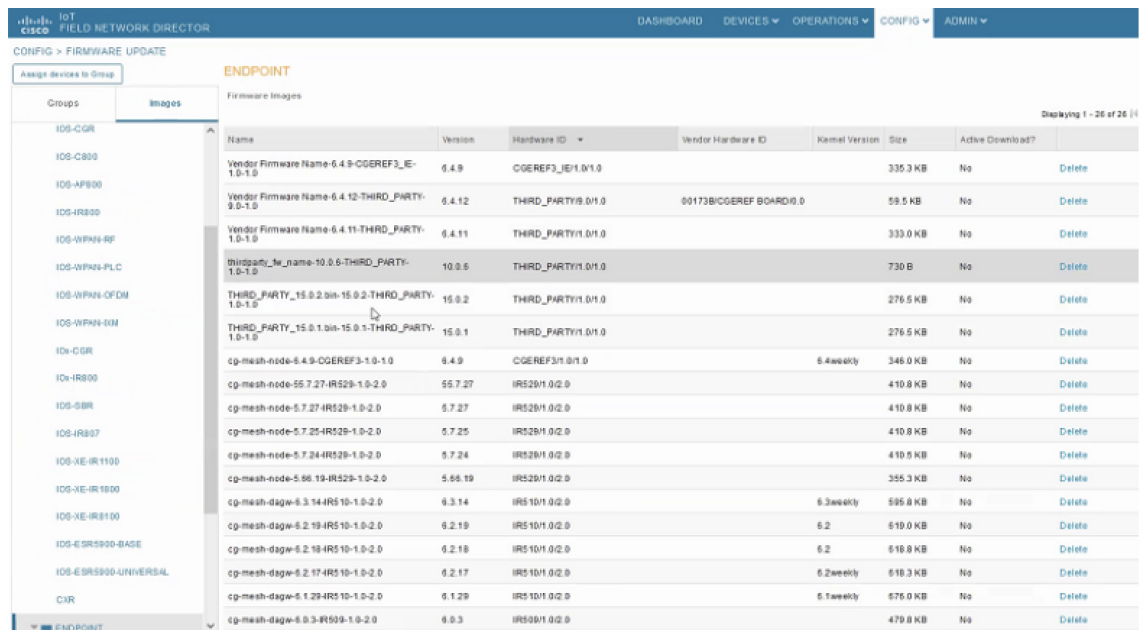 CISCO
IoT
FIELD NETWORK DIRECTOR
DASHBOARD DEVICES OPERATIONS CONFIG ADMIN
CONFIG > FIRMWARE UPDATE
Assign devices to Group
Groups Images
IOS-CGR
IOS-C800
IOS-AP800
IOS-IR800
IOS-WPAN-RF
IOS-WPAN-PLC
IOS-WPAN-OFDM
IOS-WPAN-IXM
IOx-CGR
IOx-IR800
IOS-SBR
IOS-IR807
IOS-XE-IR1100
IOS-XE-IR1800
IOS-XE-IR8100
IOS-ESR5900-BASE
IOS-ESR5900-UNIVERSAL
CXR
ENDPOINT
ENDPOINT
Firmware Images
Displaying 1 - 26 of 26
Name Version Hardware ID Vendor Hardware ID Kernel Version Size Active Download?
Vendor Firmware Name-6.4.9-CGEREF3_IE-
1.0-1.0 6.4.9 CGEREF3_IE/1.0/1.0 335.3 KB No Delete
Vendor Firmware Name-6.4.12-THIRD_PARTY-
9.0-1.0 6.4.12 THIRD_PARTY/9.0/1.0 00173B/CGEREF BOARD/0.0 59.5 KB No Delete
Vendor Firmware Name-6.4.11-THIRD_PARTY-
1.0-1.0 6.4.11 THIRD_PARTY/1.0/1.0 333.0 KB No Delete
thirdparty_fw_name-10.0.6-THIRD_PARTY-
1.0-1.0 10.0.6 THIRD_PARTY/1.0/1.0 730 B No Delete
THIRD_PARTY_15.0.2.bin-15.0.2-THIRD_PARTY-
1.0-1.0 15.0.2 THIRD_PARTY/1.0/1.0 276.5 KB No Delete
THIRD_PARTY_15.0.1.bin-15.0.1-THIRD_PARTY-
1.0-1.0 15.0.1 THIRD_PARTY/1.0/1.0 276.5 KB No Delete
cg-mesh-node-6.4.9-CGEREF3-1.0-1.0 6.4.9 CGEREF3/1.0/1.0 6.4weekly 346.0 KB No Delete
cg-mesh-node-55.7.27-IR529-1.0-2.0 55.7.27 IR529/1.0/2.0 410.8 KB No Delete
cg-mesh-node-5.7.27-IR529-1.0-2.0 5.7.27 IR529/1.0/2.0 410.8 KB No Delete
cg-mesh-node-5.7.25-IR529-1.0-2.0 5.7.25 IR529/1.0/2.0 410.8 KB No Delete
cg-mesh-node-5.7.24-IR529-1.0-2.0 5.7.24 IR529/1.0/2.0 410.5 KB No Delete
cg-mesh-node-5.66.19-IR529-1.0-2.0 5.66.19 IR529/1.0/2.0 355.3 KB No Delete
cg-mesh-dagw-6.3.14-IR510-1.0-2.0 6.3.14 IR510/1.0/2.0 6.3weekly 595.8 KB No Delete
cg-mesh-dagw-6.2.19-IR510-1.0-2.0 6.2.19 IR510/1.0/2.0 6.2 619.0 KB No Delete
cg-mesh-dagw-6.2.18-IR510-1.0-2.0 6.2.18 IR510/1.0/2.0 6.2 618.8 KB No Delete
cg-mesh-dagw-6.2.17-IR510-1.0-2.0 6.2.17 IR510/1.0/2.0 6.2weekly 618.3 KB No Delete
cg-mesh-dagw-6.1.29-IR510-1.0-2.0 6.1.29 IR510/1.0/2.0 6.1weekly 676.0 KB No Delete
cg-mesh-dagw-6.0.3-IR509-1.0-2.0 6.0.3 IR509/1.0/2.0 479.8 KB No Delete